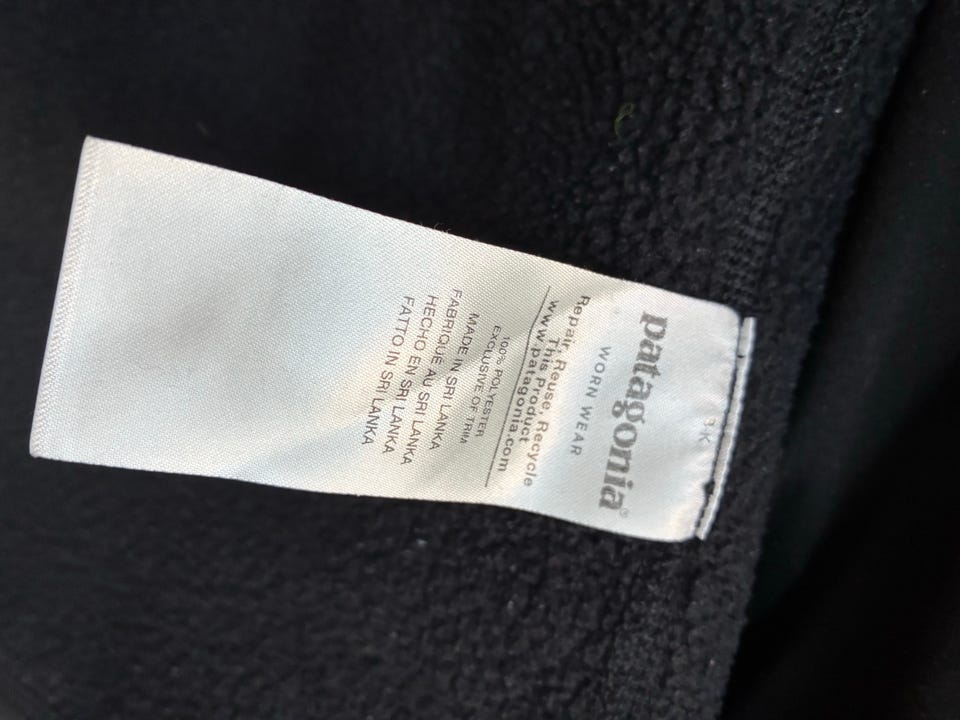 patagonia®
WORN WEAR
Repair, Reuse, Recycle
This Product
www.patagonia.com
100% POLYESTER
EXCLUSIVE OF TRIM
MADE IN SRI LANKA
FABRIQUÉ AU SRI LANKA
HECHO EN SRI LANKA
FATTO IN SRI LANKA